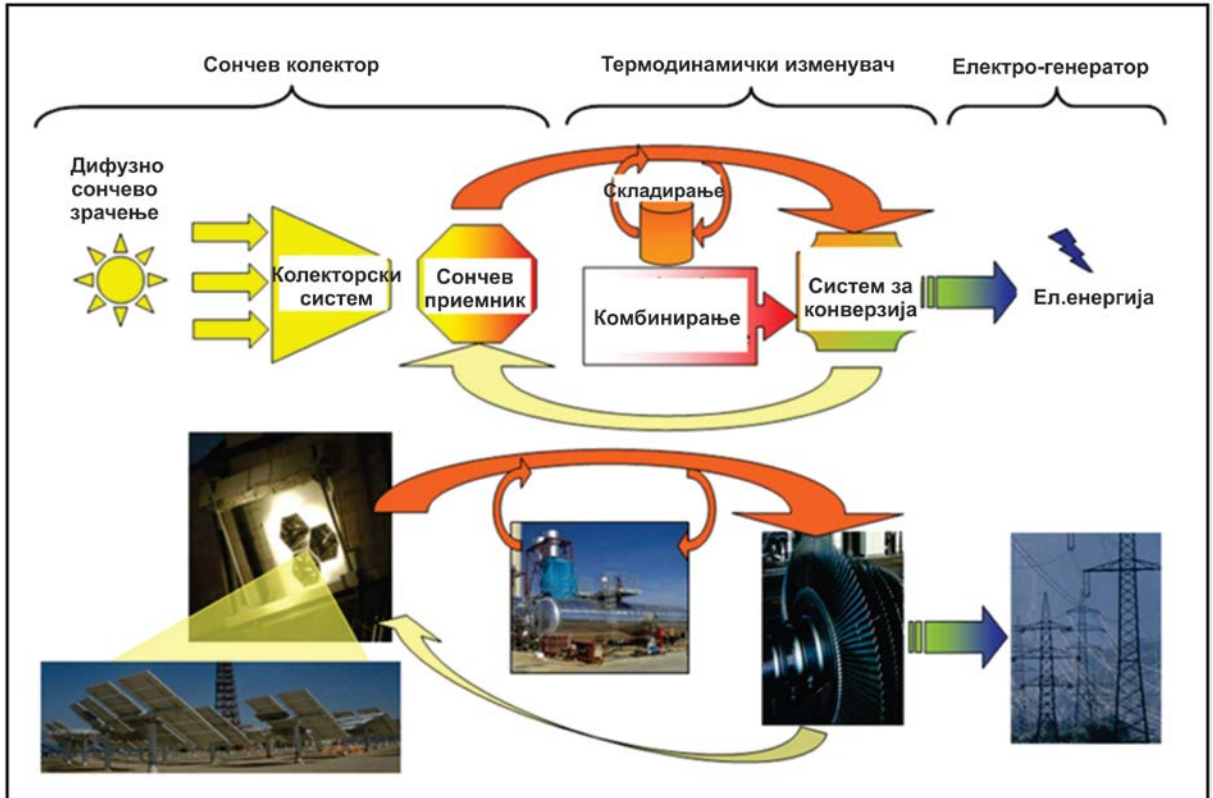 Сончев колектор
Термодинамички изменувач
Електро-генератор
Дифузно
сончево
зрачење
Колекторски
систем
Сончев
приемник
Складирање
Комбинирање
Систем за
конверзија
Ел.енергија